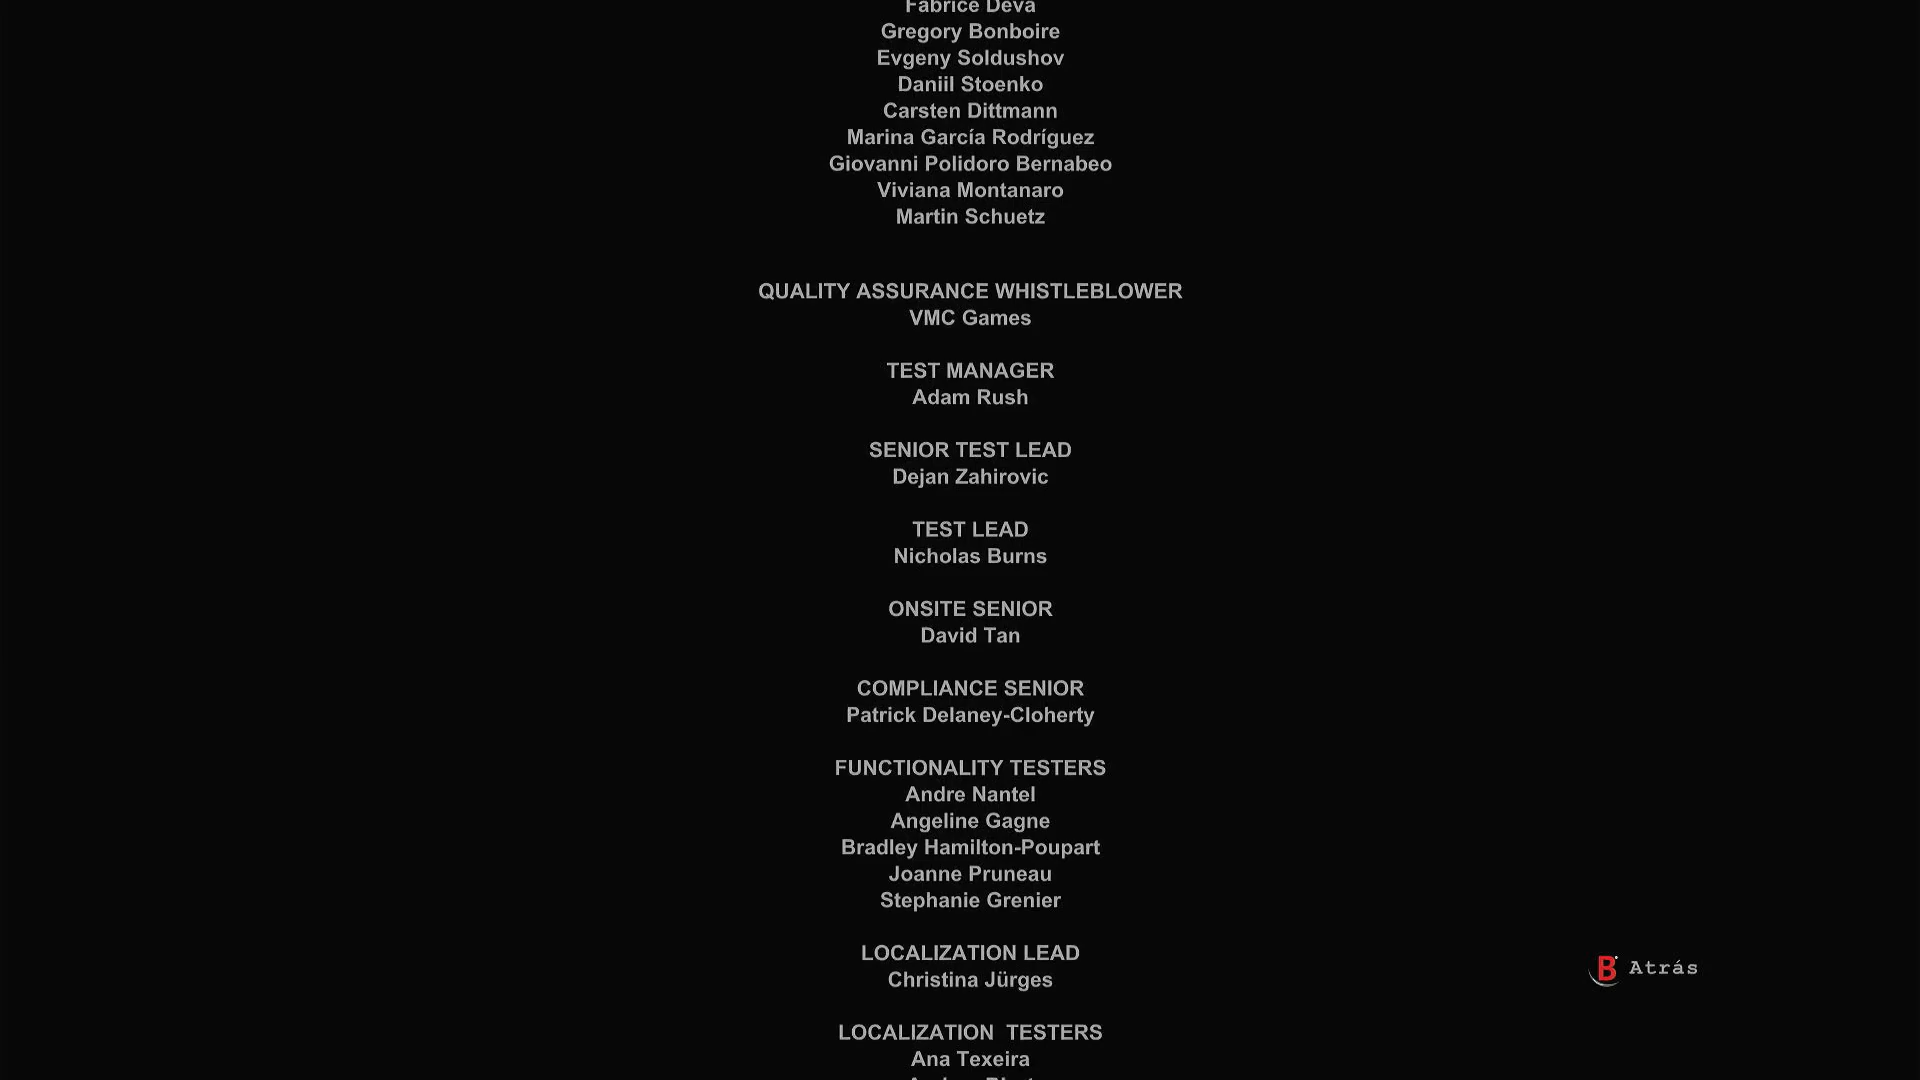 Fabrice Deva
Gregory Bonboire
Evgeny Soldushov
Daniil Stoenko
Carsten Dittmann
Marina García Rodríguez
Giovanni Polidoro Bernabeo
Viviana Montanaro
Martin Schuetz
QUALITY ASSURANCE WHISTLEBLOWER
VMC Games
TEST MANAGER
Adam Rush
SENIOR TEST LEAD
Dejan Zahirovic
TEST LEAD
Nicholas Burns
ONSITE SENIOR
David Tan
COMPLIANCE SENIOR
Patrick Delaney-Cloherty
FUNCTIONALITY TESTERS
Andre Nantel
Angeline Gagne
Bradley Hamilton-Poupart
Joanne Pruneau
Stephanie Grenier
LOCALIZATION LEAD
Christina Jürges
B Atrás
LOCALIZATION  TESTERS
Ana Texeira